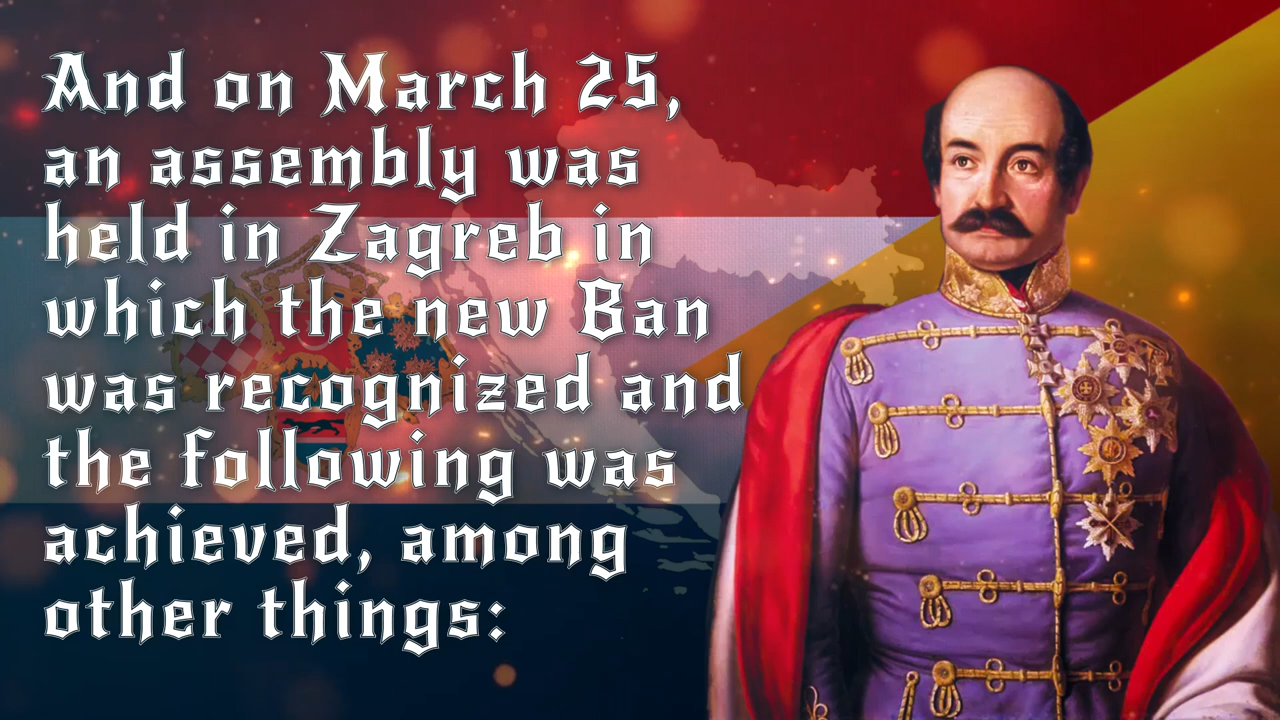 And on March 25,
an assembly was
held in Zagreb in
which the new Ban
was recognized and
the following was
achieved, among
other things: